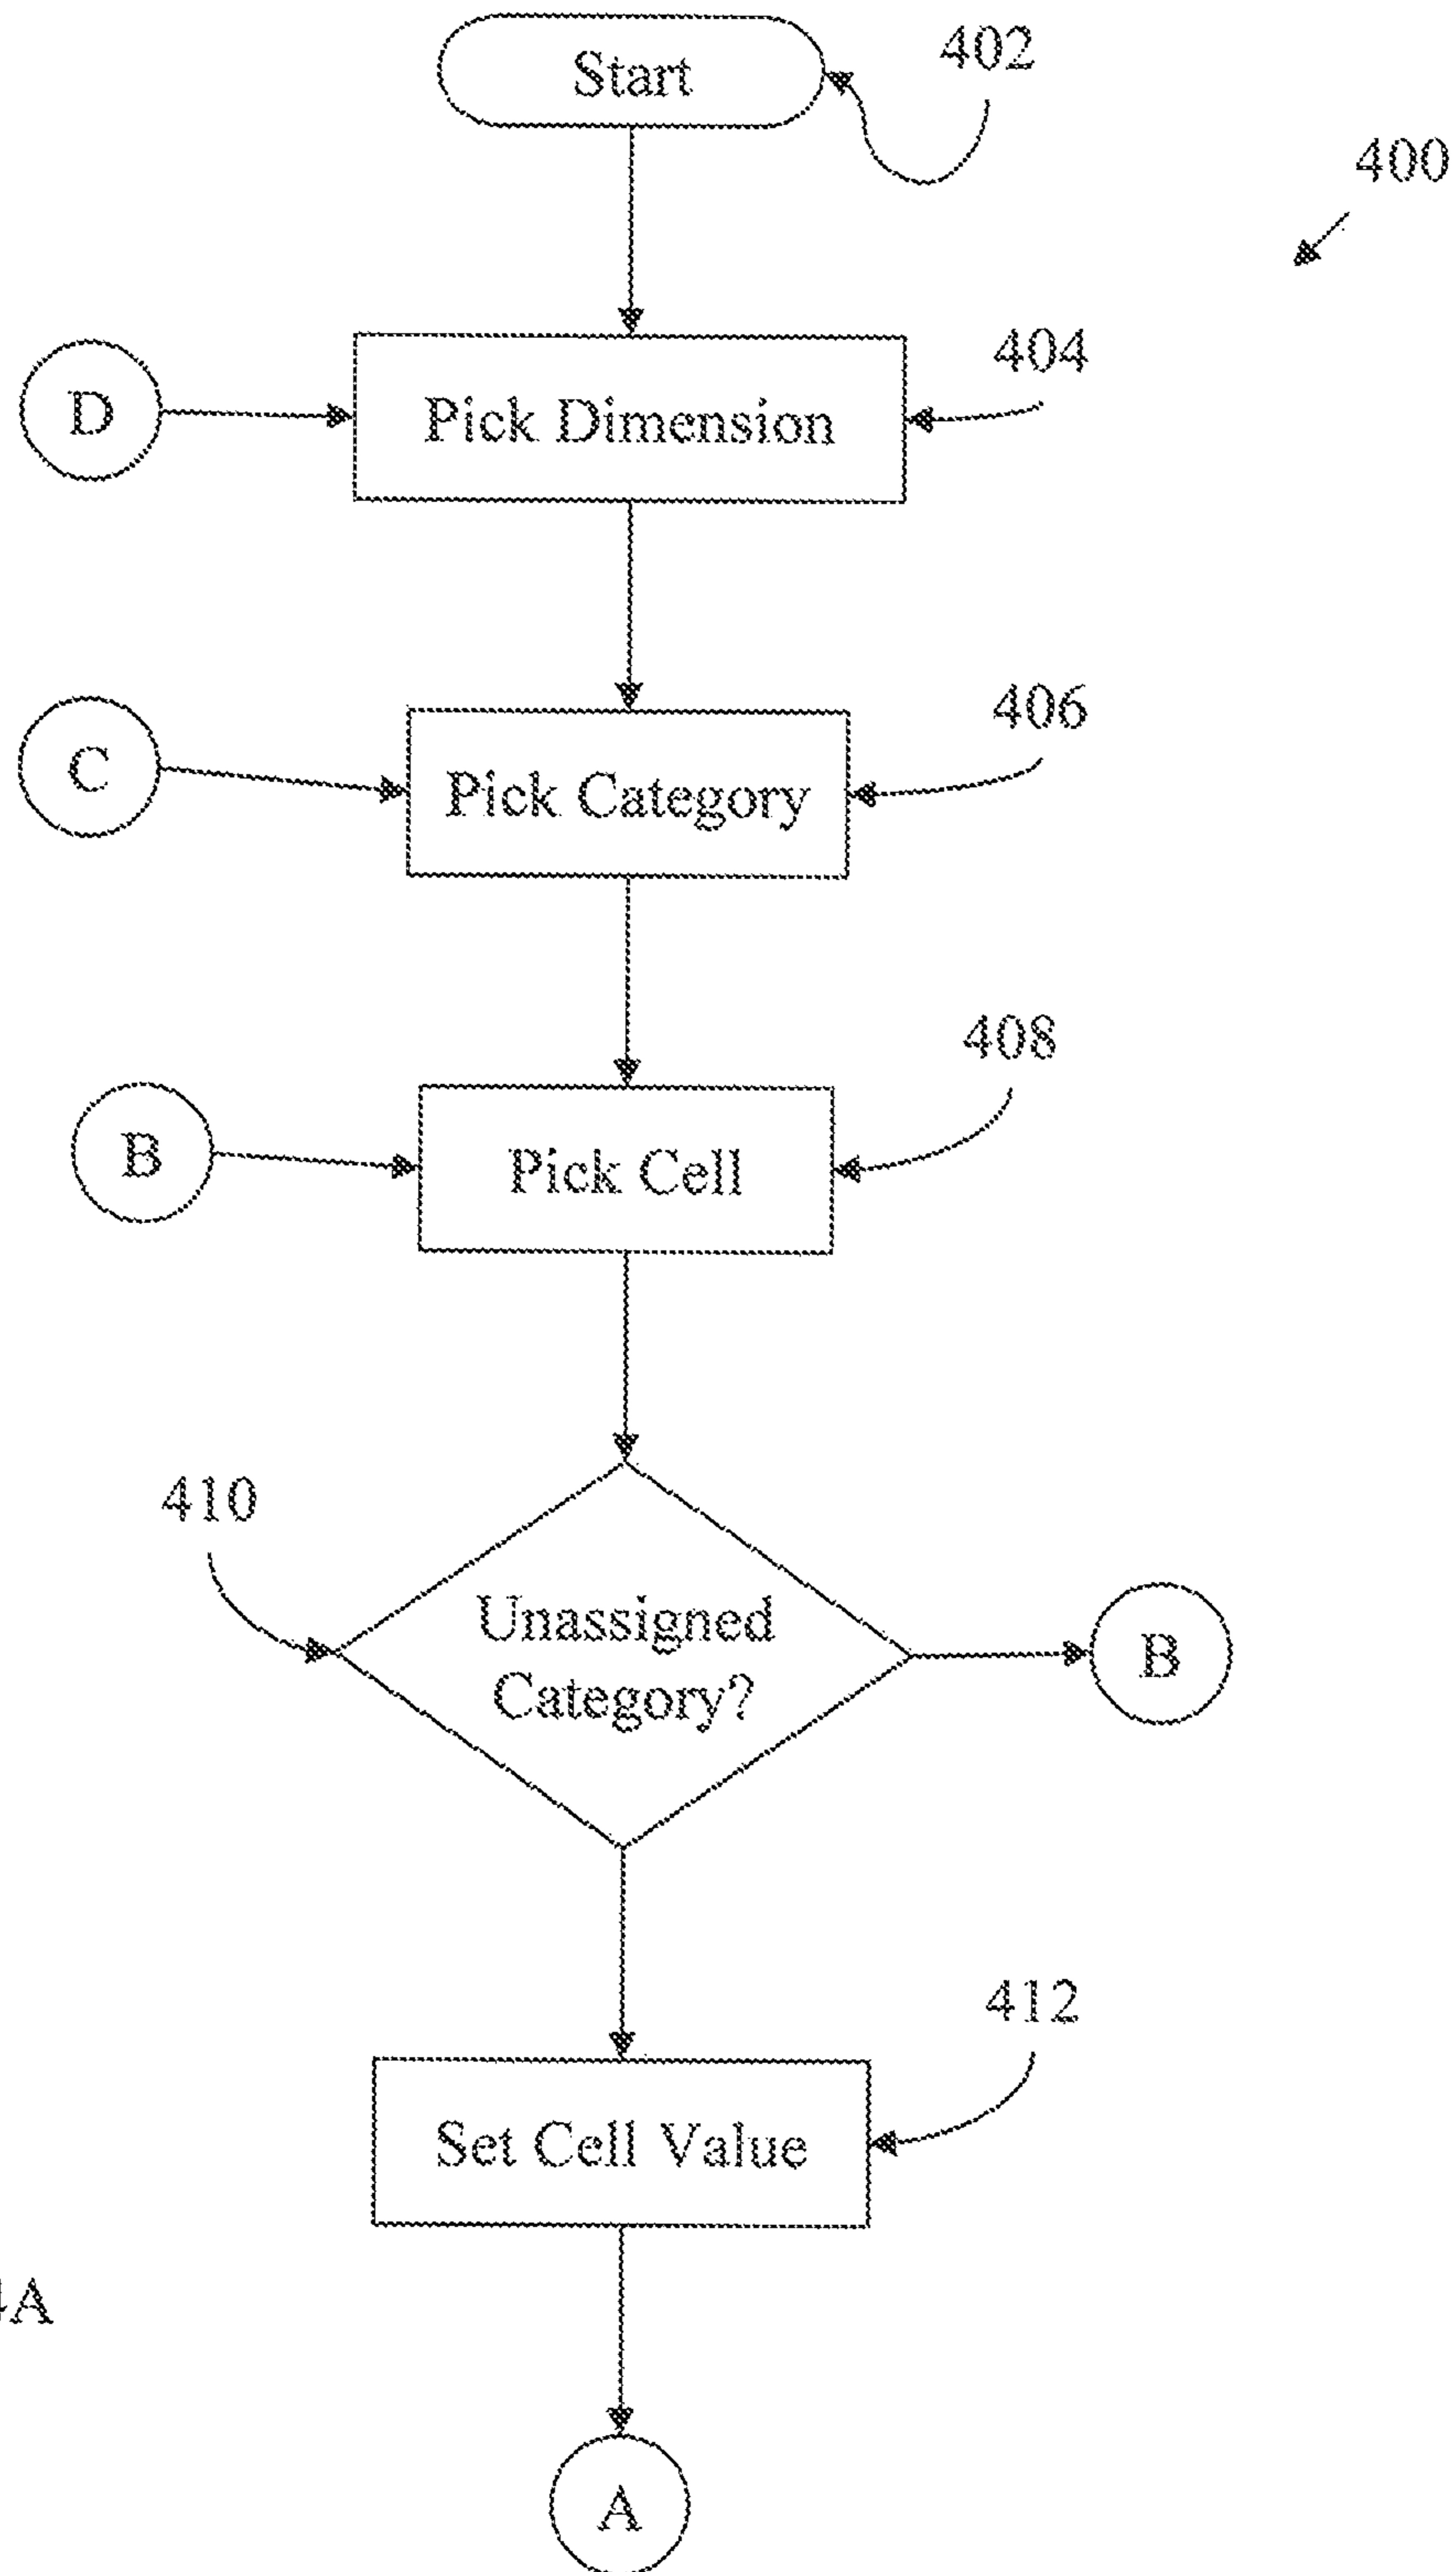 Start
402
400
D
Pick Dimension
404
C
Pick Category
406
B
Pick Cell
408
410
Unassigned
Category?
B
412
Set Cell Value
4A
A